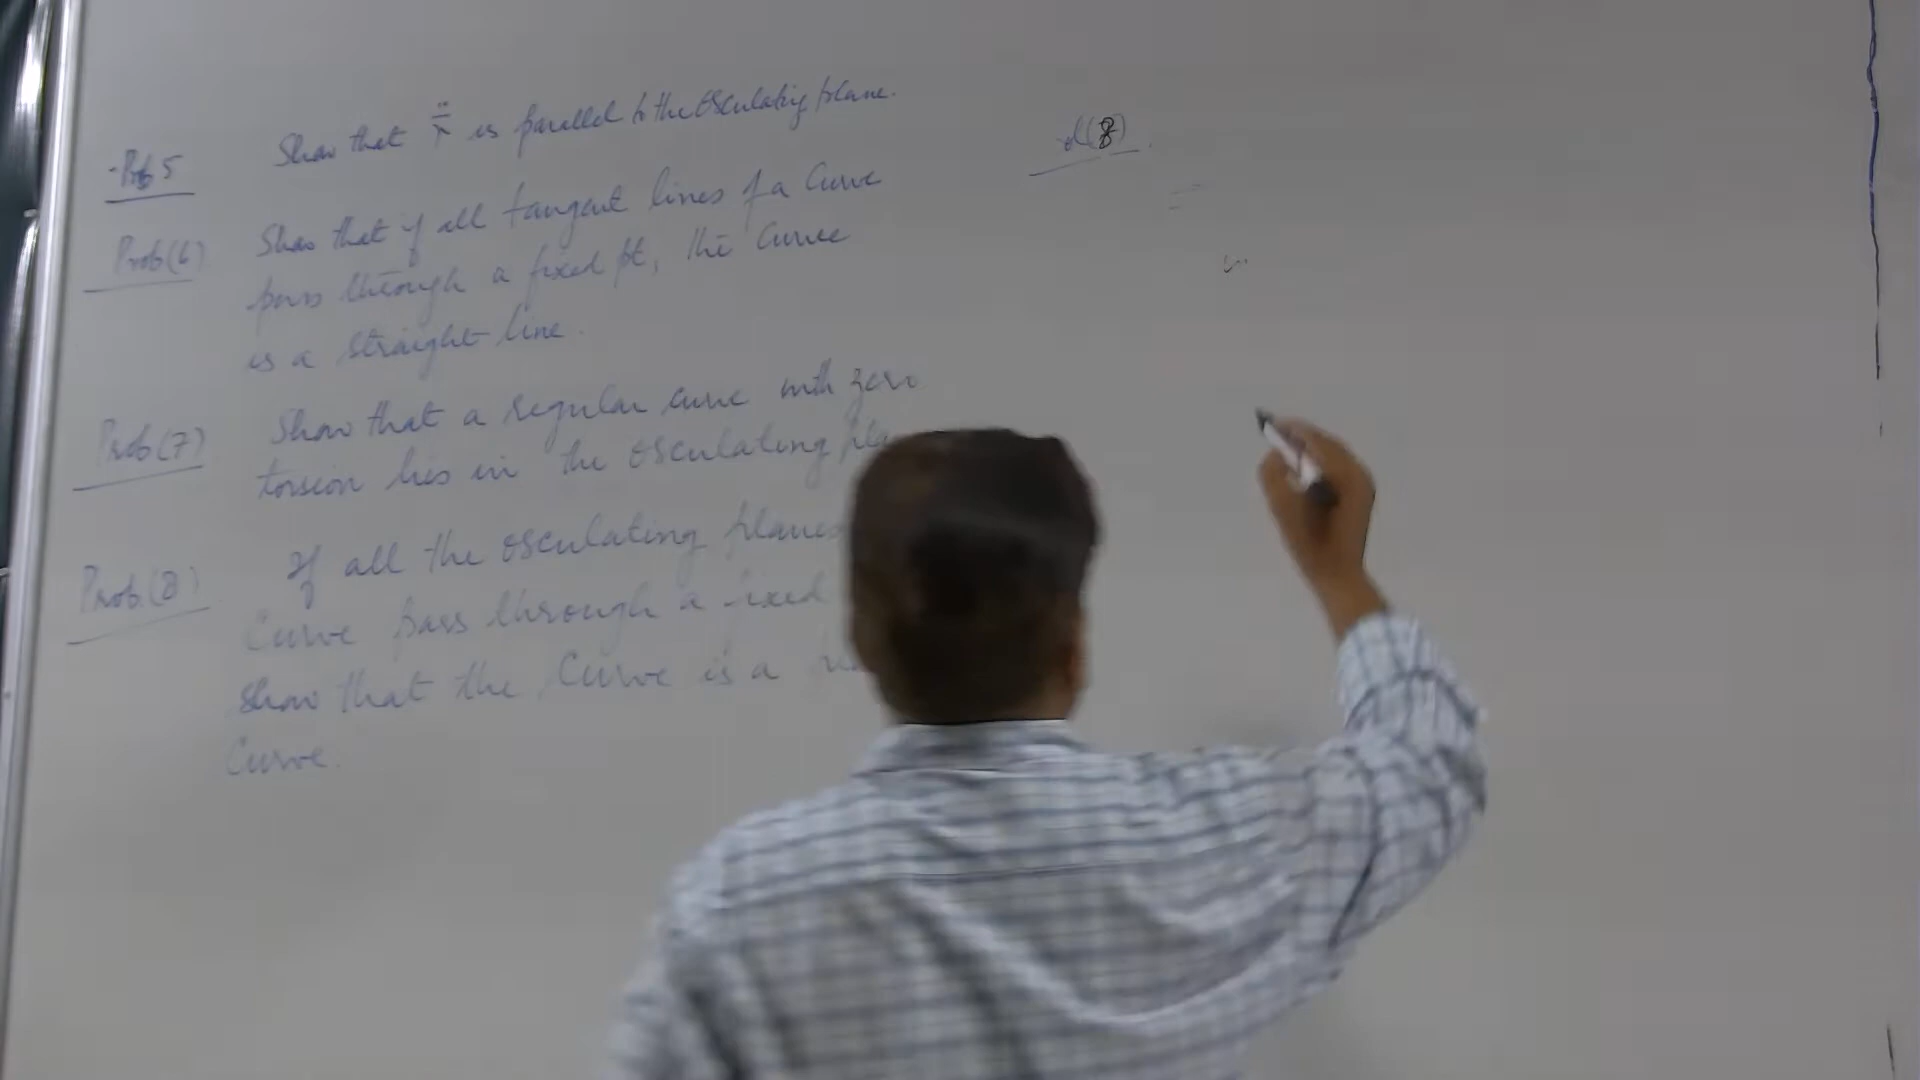 Prob 5 Show that r̈ is parallel to the osculating plane.
Prob(6) Show that if all tangent lines of a Curve
pass through a fixed pt, the Curve
is a straight line.
Prob(7) Show that a regular curve with zero
torsion lies in the osculating
Prob(8) If all the osculating planes
Curve pass through a fixed
show that the Curve is a
Curve.
(8)